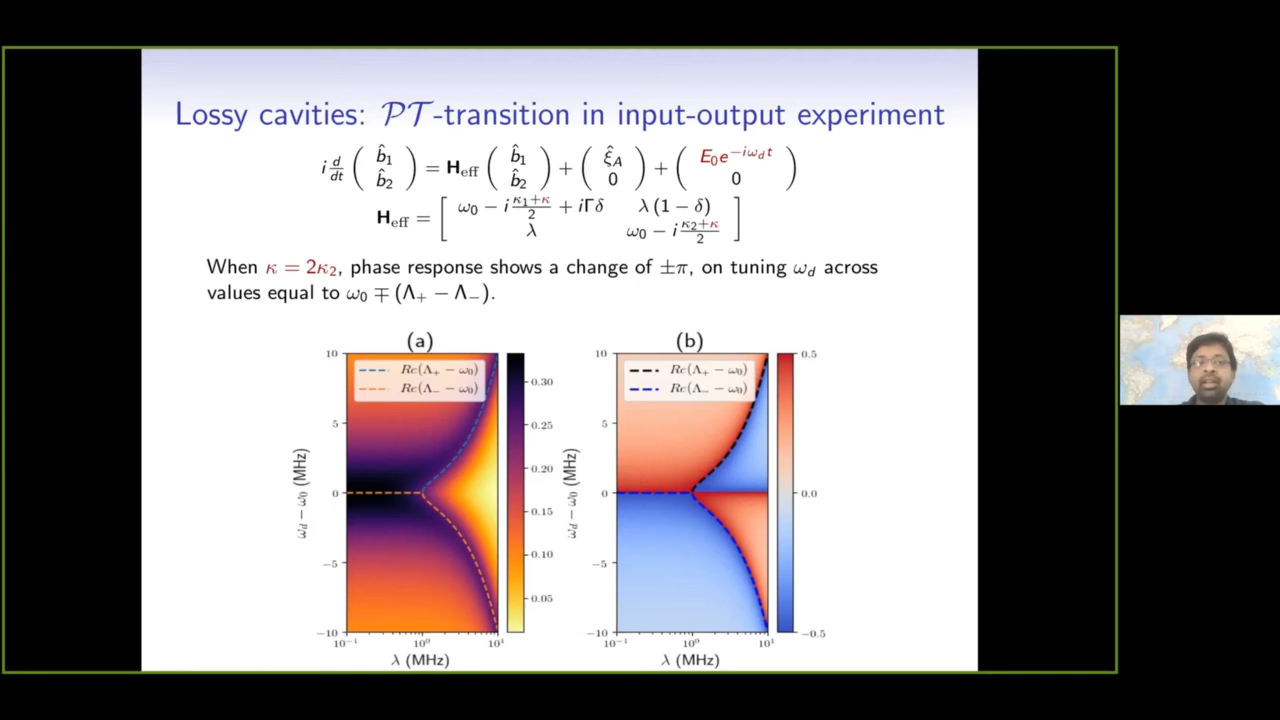 Lossy cavities: 𝒫𝒯-transition in input-output experiment
i d/dt ( b̂₁ b̂₂ ) = H_eff ( b̂₁ b̂₂ ) + ( ξ̂_A 0 ) + ( E₀e^{−iω_d t} 0 )
H_eff = [ ω₀ − i (κ₁+κ)/2 + iΓδ   λ(1 − δ)
λ   ω₀ − i (κ₂+κ)/2 ]
When κ = 2κ₂, phase response shows a change of ±π, on tuning ω_d across
values equal to ω₀ ∓ (Λ₊ − Λ₋).
(a)
Re(Λ₊ − ω₀)
Re(Λ₋ − ω₀)
10
5
0
−5
−10
ω_d − ω₀ (MHz)
10⁻¹ 10⁰ 10¹
λ (MHz)
0.30
0.25
0.20
0.15
0.10
0.05
(b)
Re(Λ₊ − ω₀)
Re(Λ₋ − ω₀)
10
5
0
−5
−10
ω_d − ω₀ (MHz)
10⁻¹ 10⁰ 10¹
λ (MHz)
0.5
0.0
−0.5